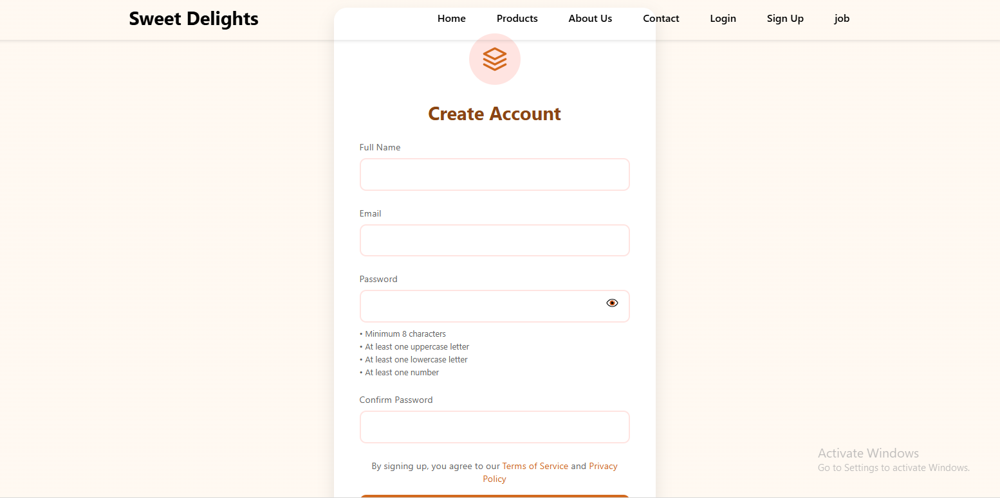 Sweet Delights
Home Products About Us Contact Login Sign Up job
Create Account
Full Name
Email
Password
• Minimum 8 characters
• At least one uppercase letter
• At least one lowercase letter
• At least one number
Confirm Password
By signing up, you agree to our Terms of Service and Privacy
Policy
Activate Windows
Go to Settings to activate Windows.